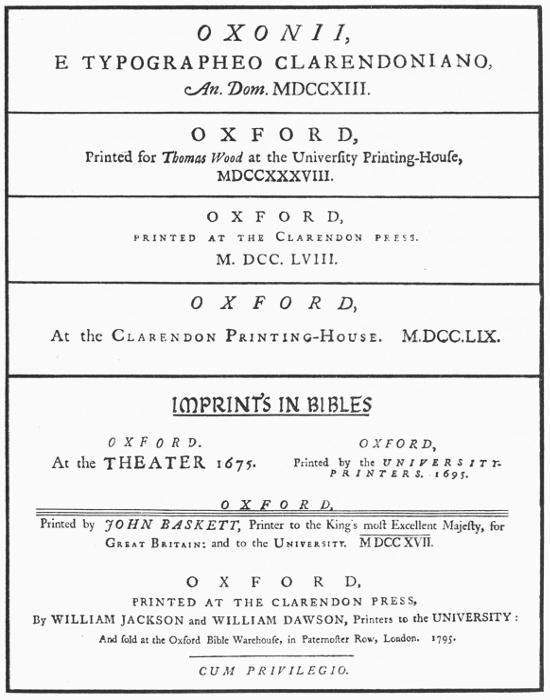 OXONII,
E TYPOGRAPHEO CLARENDONIANO,
An. Dom. MDCCXIII.
OXFORD,
Printed for Thomas Wood at the Univerſity Printing-Houſe,
MDCCXXXVIII.
OXFORD,
PRINTED AT THE CLARENDON PRESS.
M. DCC. LVIII.
OXFORD,
At the CLARENDON PRINTING-HOUSE. M.DCC.LIX.
IMPRINTS IN BIBLES
OXFORD.
At the THEATER 1675.
OXFORD,
Printed by the UNIVERSITY-
PRINTERS. 1695.
OXFORD,
Printed by JOHN BASKETT, Printer to the King's moſt Excellent Majeſty, for
GREAT BRITAIN: and to the UNIVERSITY. MDCCXVII.
OXFORD,
PRINTED AT THE CLARENDON PRESS,
By WILLIAM JACKSON and WILLIAM DAWSON, Printers to the UNIVERSITY:
And ſold at the Oxford Bible Warehouſe, in Paternoſter Row, London. 1795.
CUM PRIVILEGIO.